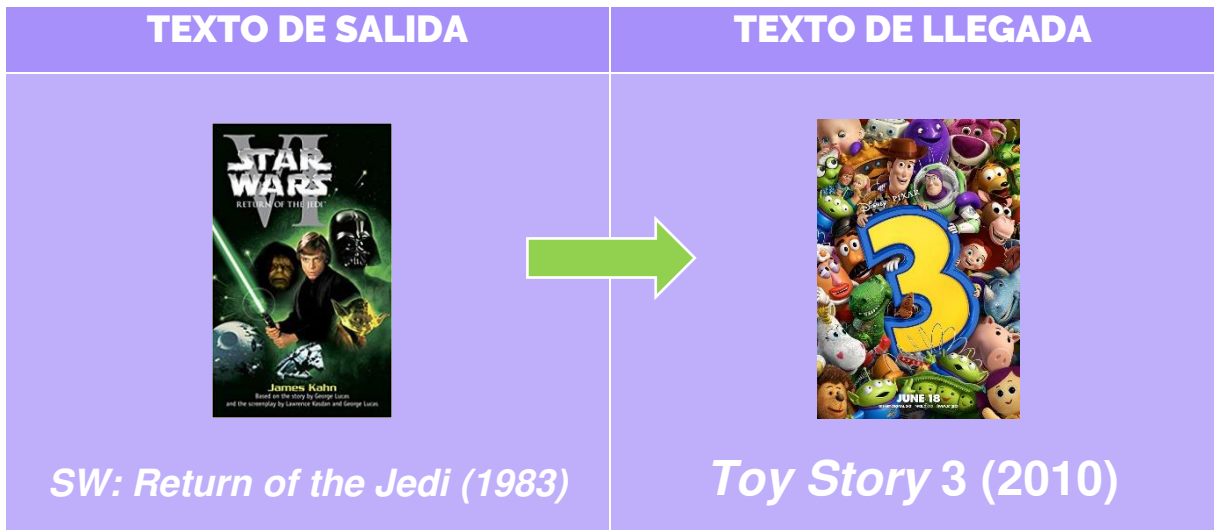 TEXTO DE SALIDA
TEXTO DE LLEGADA
VI
STAR
WARS
RETURN OF THE JEDI
James Kahn
Based on the story by George Lucas
and the screenplay by Lawrence Kasdan and George Lucas
Disney PIXAR
3
JUNE 18
SW: Return of the Jedi (1983)
Toy Story 3 (2010)